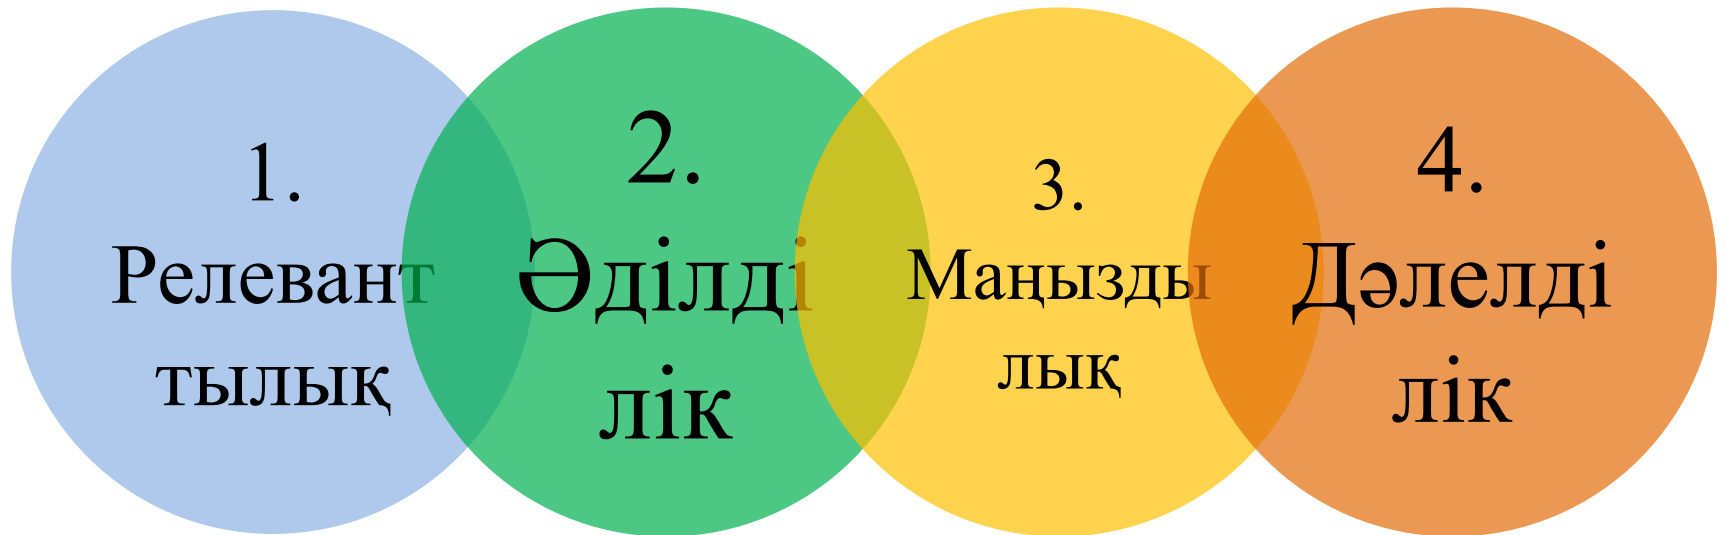 1.
Релевант
тылық
2.
Әділді
лік
3.
Маңызды
лық
4.
Дәлелді
лік